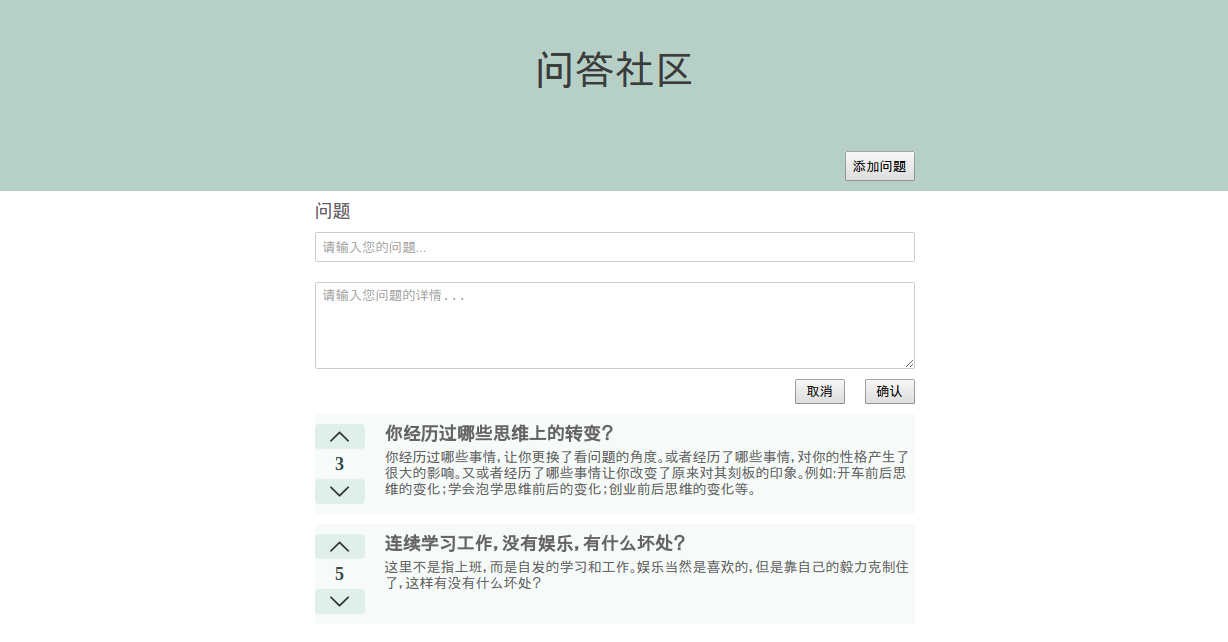 问答社区
添加问题
问题
请输入您的问题...
请输入您问题的详情...
取消
确认
你经历过哪些思维上的转变?
你经历过哪些事情,让你更换了看问题的角度。或者经历了哪些事情,对你的性格产生了
很大的影响。又或者经历了哪些事情让你改变了原来对其刻板的印象。例如:开车前后思
维的变化;学会泡学思维前后的变化;创业前后思维的变化等。
3
连续学习工作,没有娱乐,有什么坏处?
这里不是指上班,而是自发的学习和工作。娱乐当然是喜欢的,但是靠自己的毅力克制住
了,这样有没有什么坏处?
5